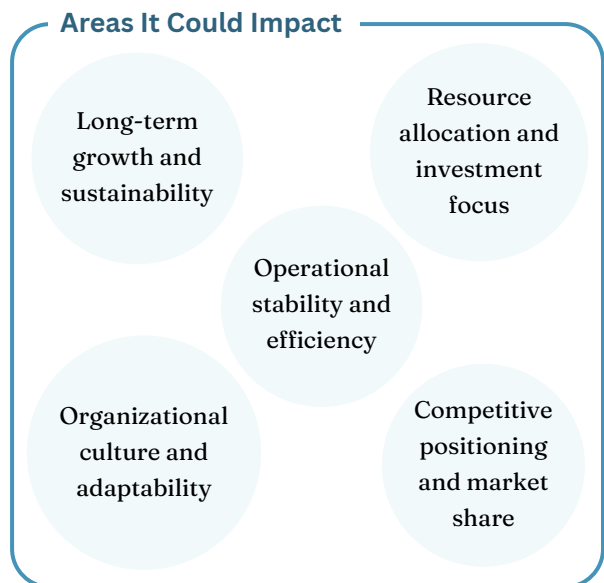 Areas It Could Impact
Long-term
growth and
sustainability
Resource
allocation and
investment
focus
Operational
stability and
efficiency
Organizational
culture and
adaptability
Competitive
positioning
and market
share